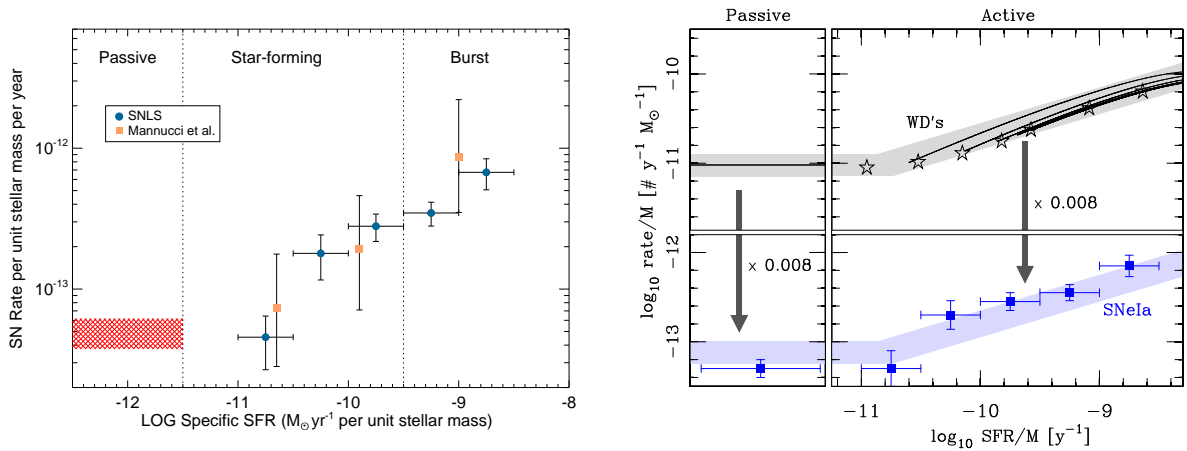 Passive
Star-forming
Burst
SNLS
Mannucci et al.
SN Rate per unit stellar mass per year
10⁻¹²
10⁻¹³
-12
-11
-10
-9
-8
LOG Specific SFR (M⊙yr⁻¹ per unit stellar mass)
Passive
Active
WD's
× 0.008
× 0.008
SNeIa
log₁₀ rate/M [# y⁻¹ M⊙⁻¹]
−10
−11
−12
−13
−11
−10
−9
log₁₀ SFR/M [y⁻¹]